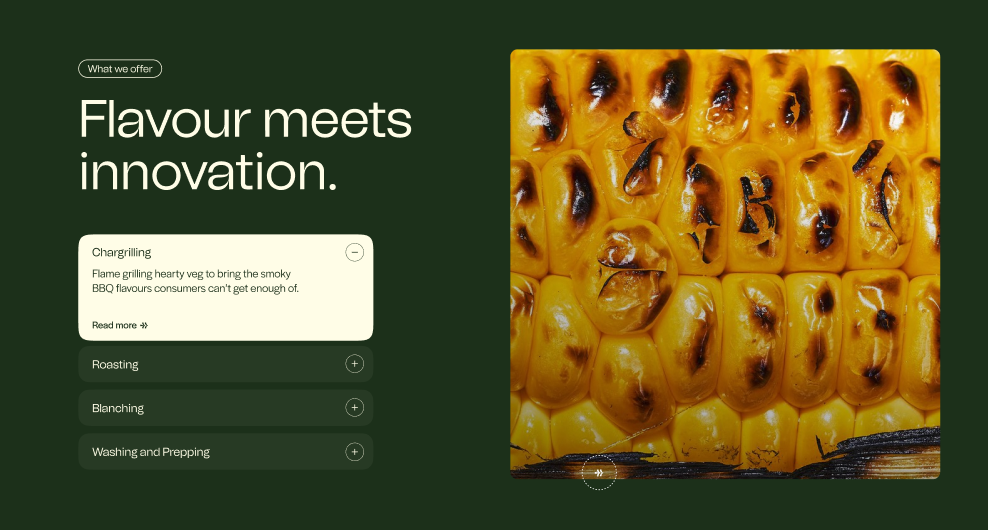 What we offer
Flavour meets
innovation.
Chargrilling
Flame grilling hearty veg to bring the smoky
BBQ flavours consumers can't get enough of.
Read more
Roasting
Blanching
Washing and Prepping